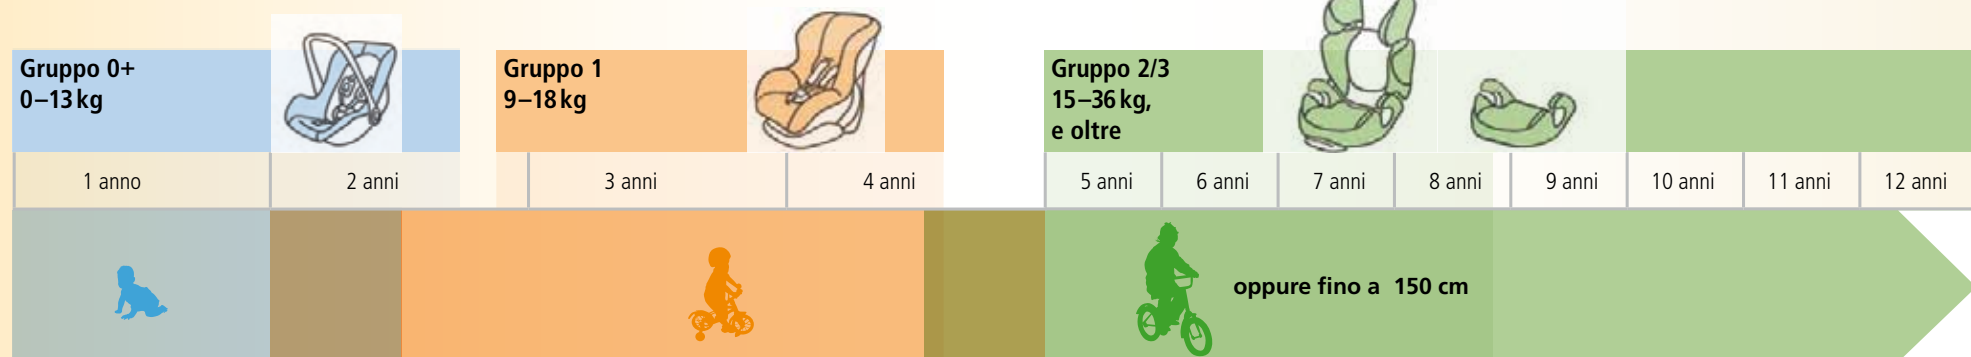 Gruppo 0+
0–13 kg
Gruppo 1
9–18 kg
Gruppo 2/3
15–36 kg,
e oltre
1 anno
2 anni
3 anni
4 anni
5 anni
6 anni
7 anni
8 anni
9 anni
10 anni
11 anni
12 anni
oppure fino a 150 cm